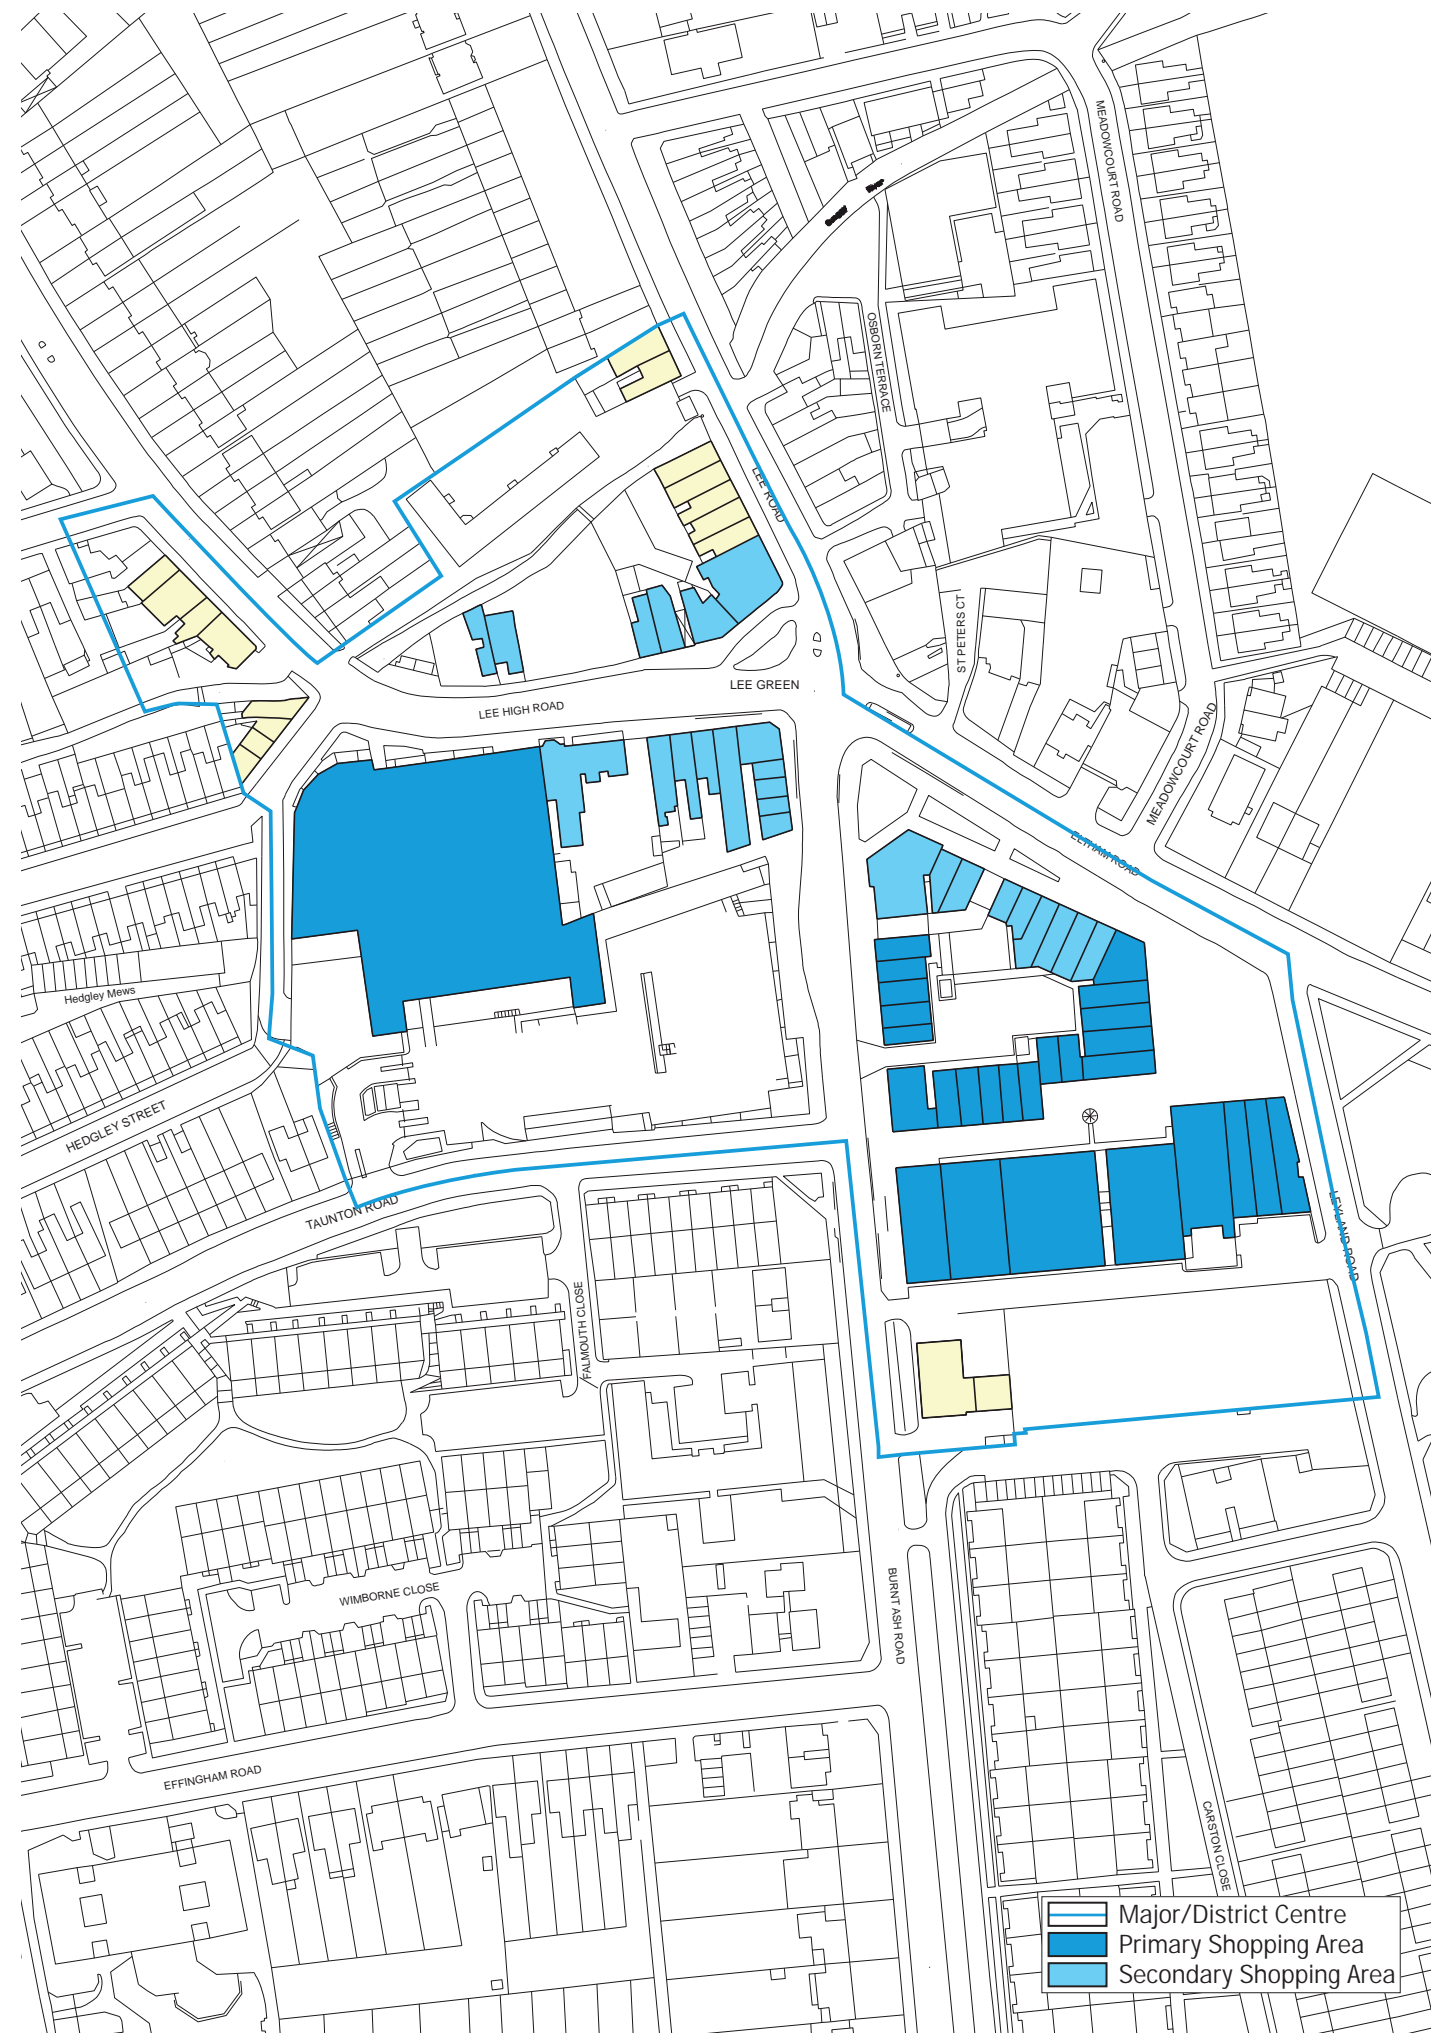 MEADOWCOURT ROAD
OSBORN TERRACE
LEE ROAD
ST PETERS CT
LEE GREEN
LEE HIGH ROAD
MEADOWCOURT ROAD
ELTHAM ROAD
Hedgley Mews
HEDGLEY STREET
TAUNTON ROAD
LEYLAND ROAD
FALMOUTH CLOSE
WIMBORNE CLOSE
BURNT ASH ROAD
EFFINGHAM ROAD
CARSTON CLOSE
Major/District Centre
Primary Shopping Area
Secondary Shopping Area